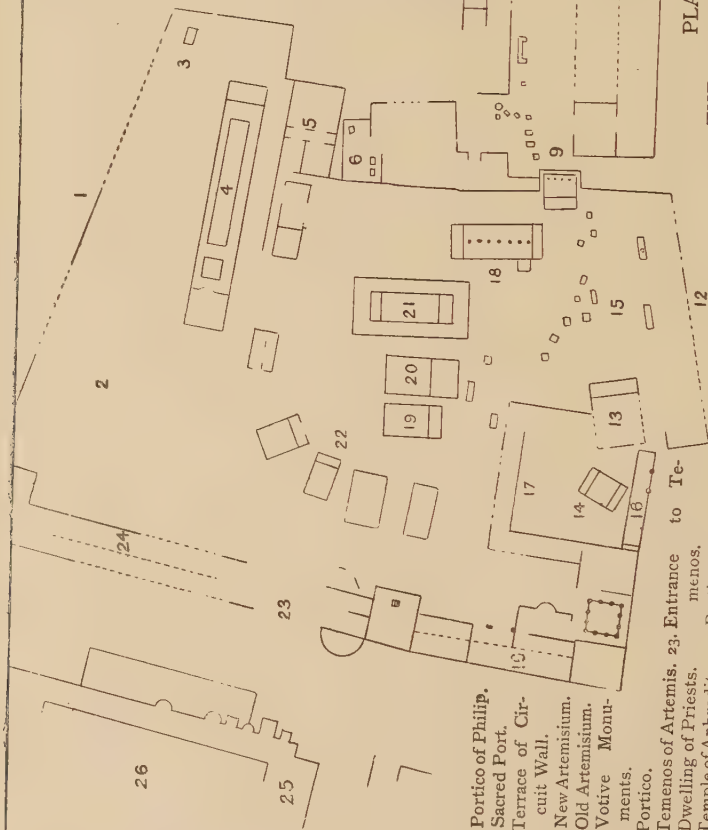 1
2
3
4
5
6
24
21
18
9
20
19
22
15
23
17
13
12
14
16
26
10
25
PLA
Portico of Philip.
Sacred Port.
Terrace of Cir-
cuit Wall.
New Artemisium.
Old Artemisium.
Votive Monu-
ments.
Portico.
Temenos of Artemis. 23. Entrance to Te-
Dwelling of Priests. menos.